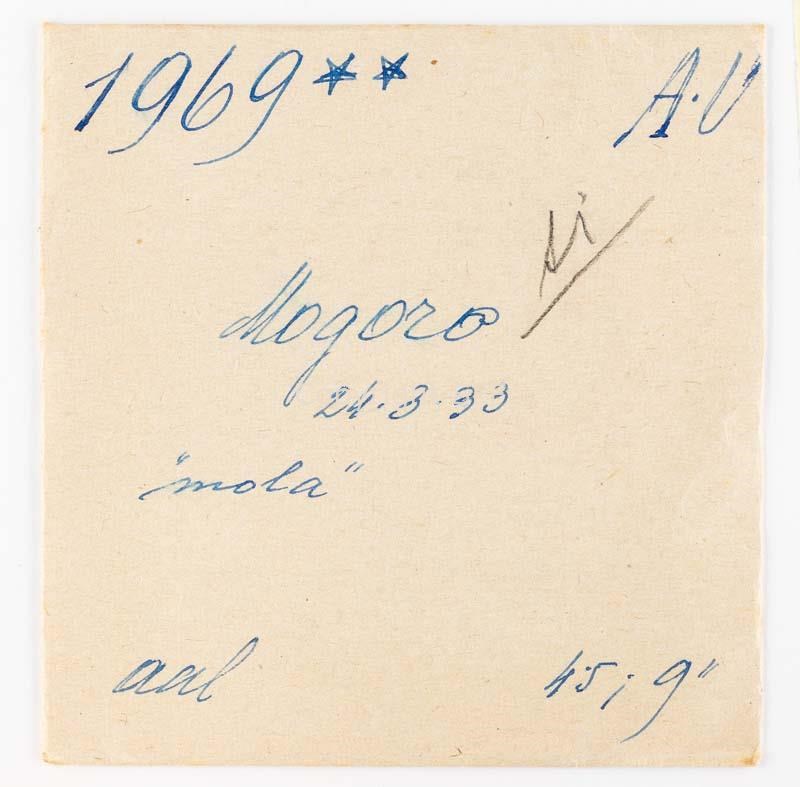 1969** A.U
Mogoro
24.3.33
"mola"
aal 45; 9"